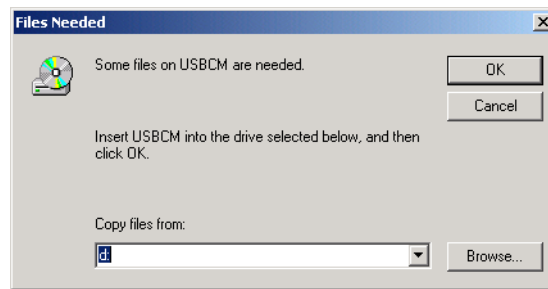 Files Needed
Some files on USBCM are needed.
OK
Cancel
Insert USBCM into the drive selected below, and then
click OK.
Copy files from:
d:
Browse...